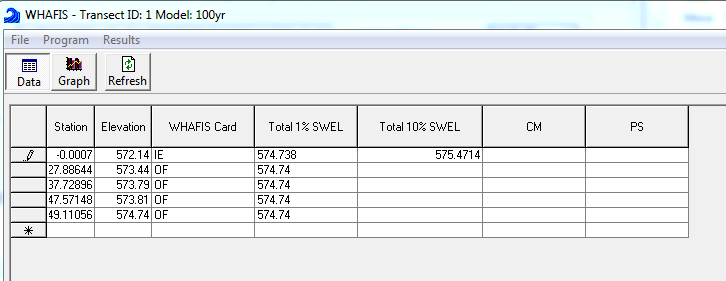 WHAFIS - Transect ID: 1 Model: 100yr
File Program Results
Data Graph Refresh
Station Elevation WHAFIS Card Total 1% SWEL Total 10% SWEL CM PS
-0.0007 572.14 IE 574.738 575.4714
27.88644 573.44 OF 574.74
37.72896 573.79 OF 574.74
47.57148 573.81 OF 574.74
49.11056 574.74 OF 574.74